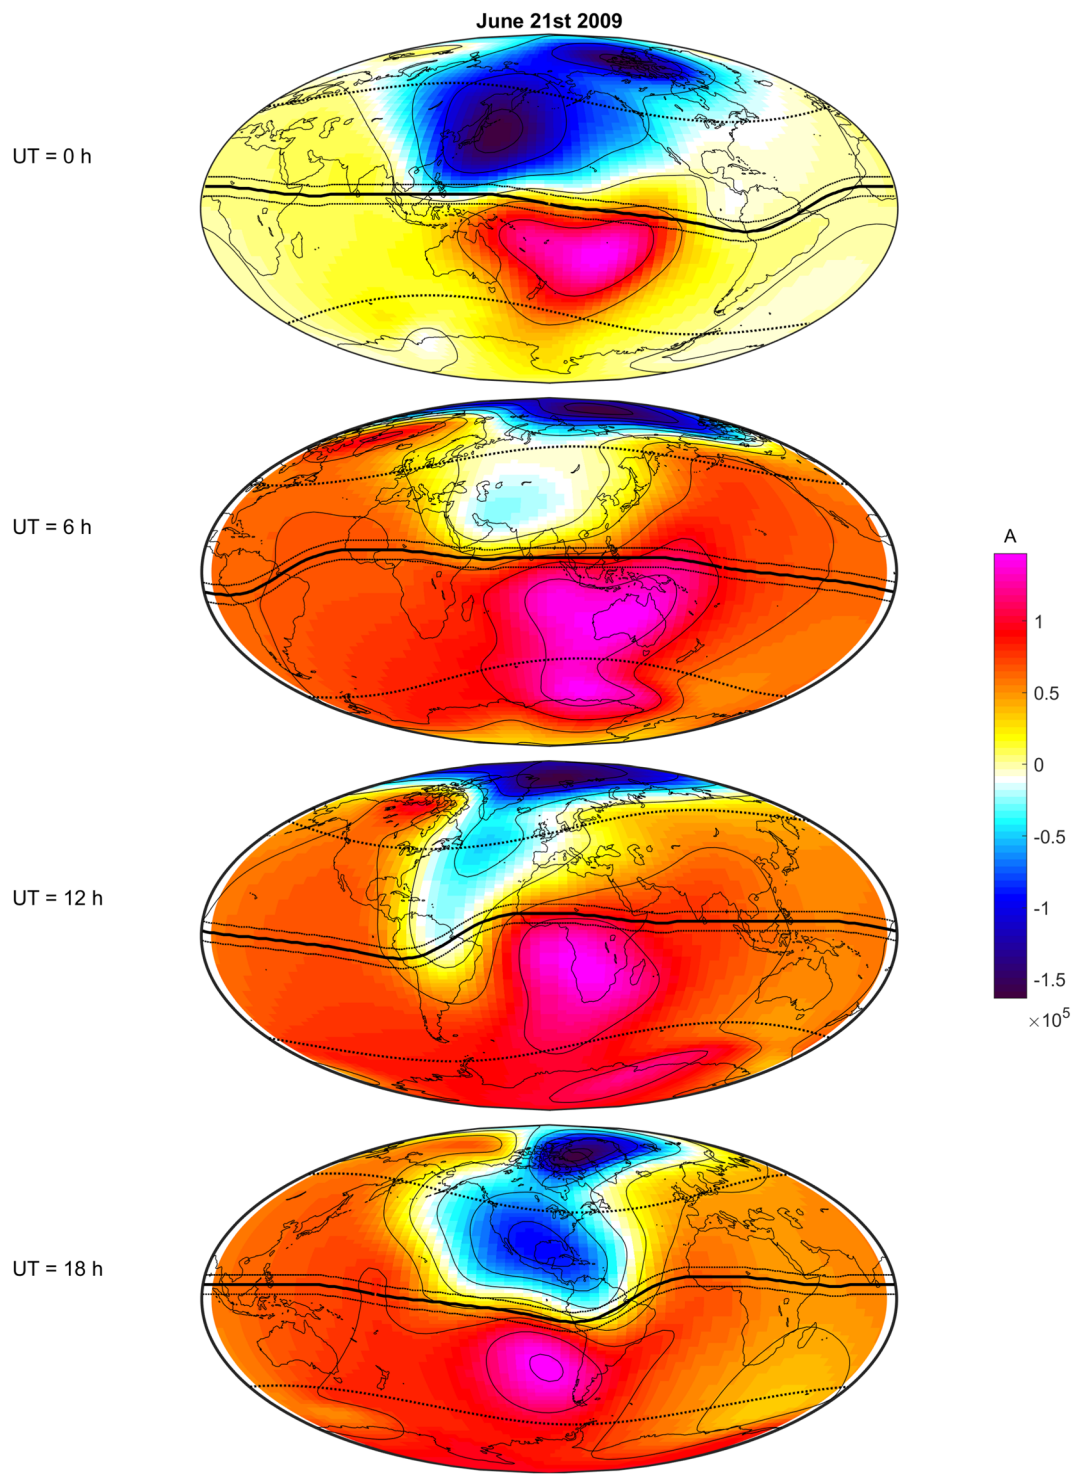 June 21st 2009
UT = 0 h
UT = 6 h
A
1
0.5
0
-0.5
-1
-1.5
×10⁵
UT = 12 h
UT = 18 h